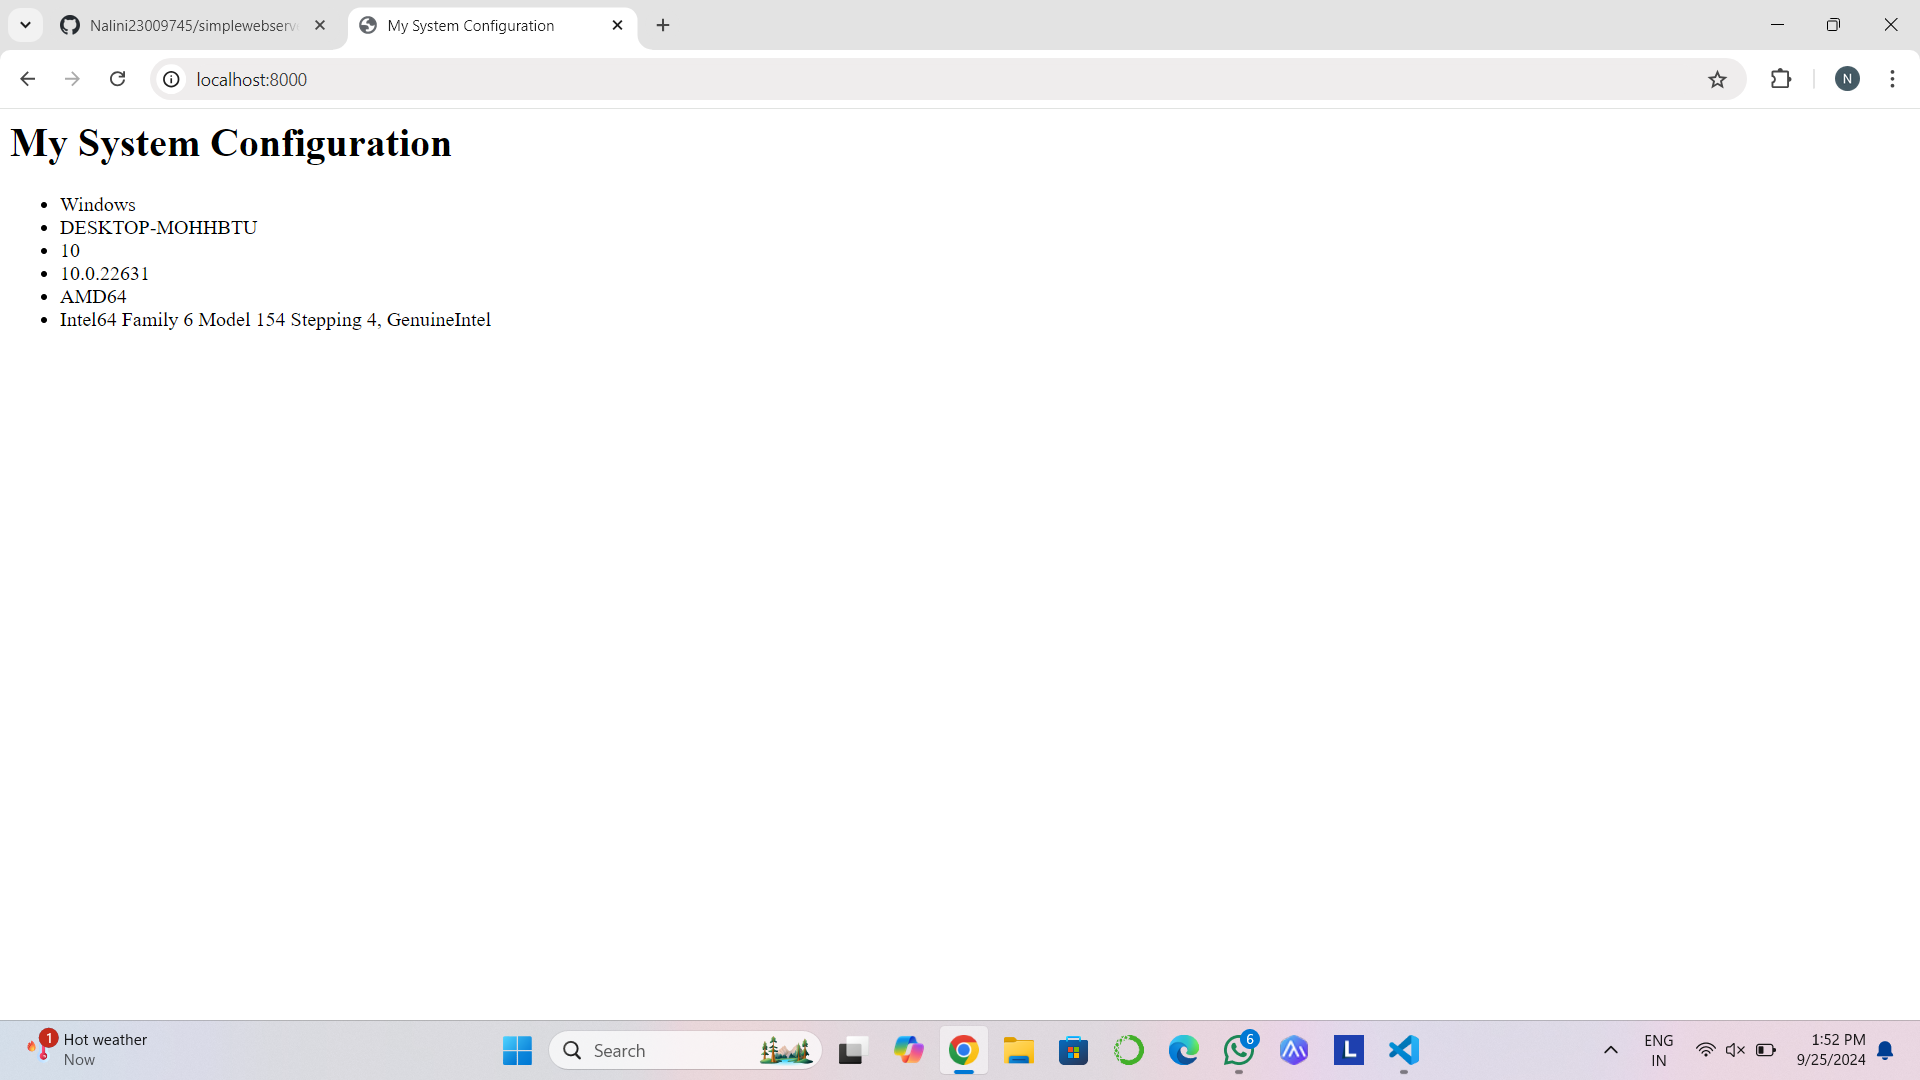 Nalini23009745/simplewebserv
My System Configuration
localhost:8000
N
My System Configuration
Windows
DESKTOP-MOHHBTU
10
10.0.22631
AMD64
Intel64 Family 6 Model 154 Stepping 4, GenuineIntel
1
Hot weather
Now
Search
6
L
ENG
IN
1:52 PM
9/25/2024